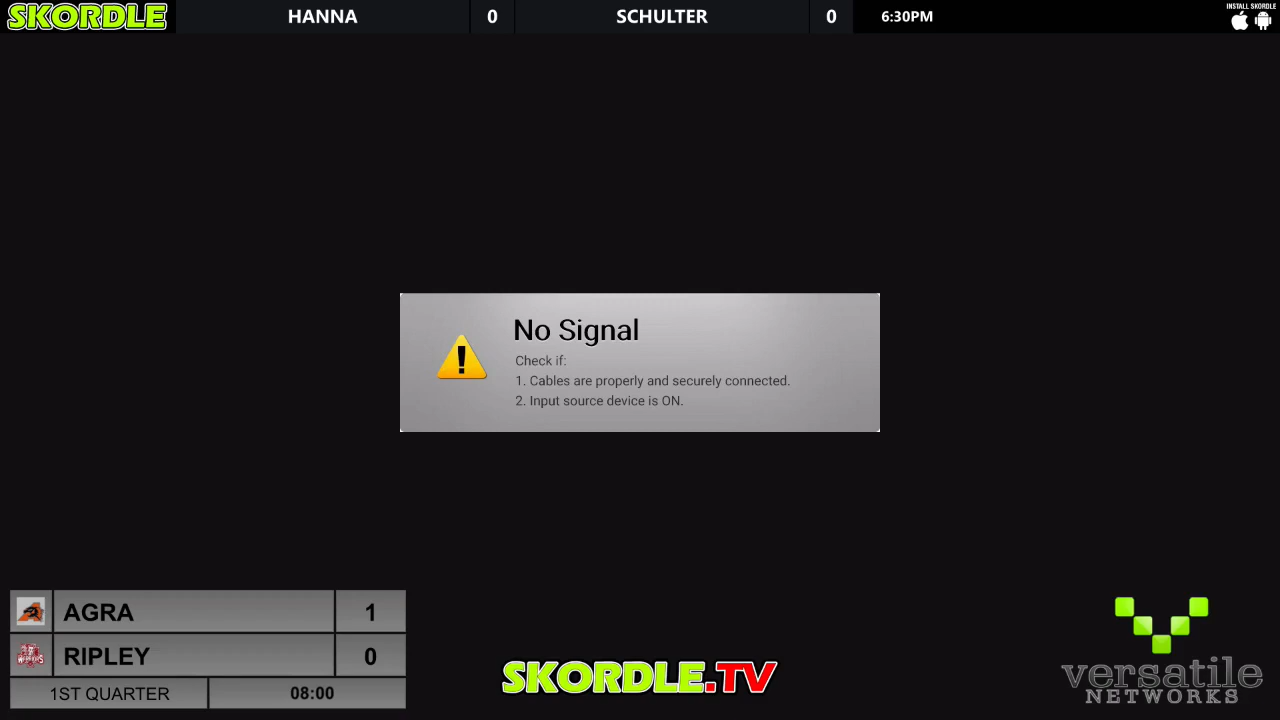 SKORDLE HANNA 0 SCHULTER 0 6:30PM INSTALL SKORDLE
No Signal
Check if:
1. Cables are properly and securely connected.
2. Input source device is ON.
AGRA 1
RIPLEY 0
1ST QUARTER 08:00
SKORDLE.TV
versatile
NETWORKS